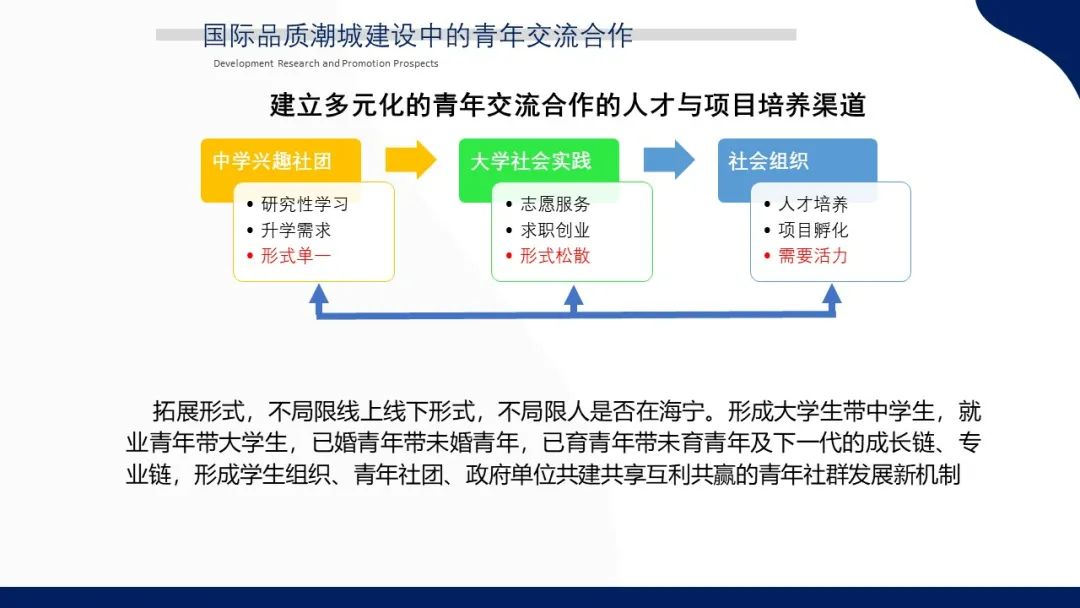 国际品质潮城建设中的青年交流合作
Development Research and Promotion Prospects
建立多元化的青年交流合作的人才与项目培养渠道
中学兴趣社团
• 研究性学习
• 升学需求
• 形式单一
大学社会实践
• 志愿服务
• 求职创业
• 形式松散
社会组织
• 人才培养
• 项目孵化
• 需要活力
拓展形式，不局限线上线下形式，不局限人是否在海宁。形成大学生带中学生，就
业青年带大学生，已婚青年带未婚青年，已育青年带未育青年及下一代的成长链、专
业链，形成学生组织、青年社团、政府单位共建共享互利共赢的青年社群发展新机制